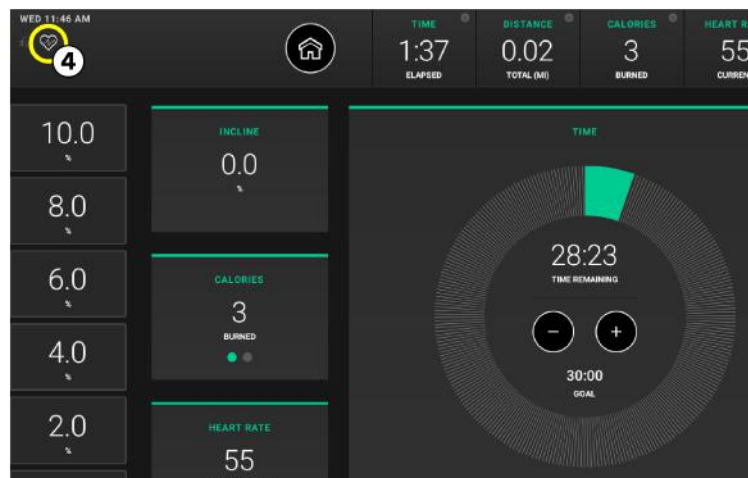 WED 11:46 AM
4
TIME
1:37
ELAPSED
DISTANCE
0.02
TOTAL (MI)
CALORIES
3
BURNED
HEART R
55
CURREN
10.0
%
8.0
%
6.0
%
4.0
%
2.0
%
INCLINE
0.0
%
CALORIES
3
BURNED
HEART RATE
55
TIME
28:23
TIME REMAINING
− +
30:00
GOAL